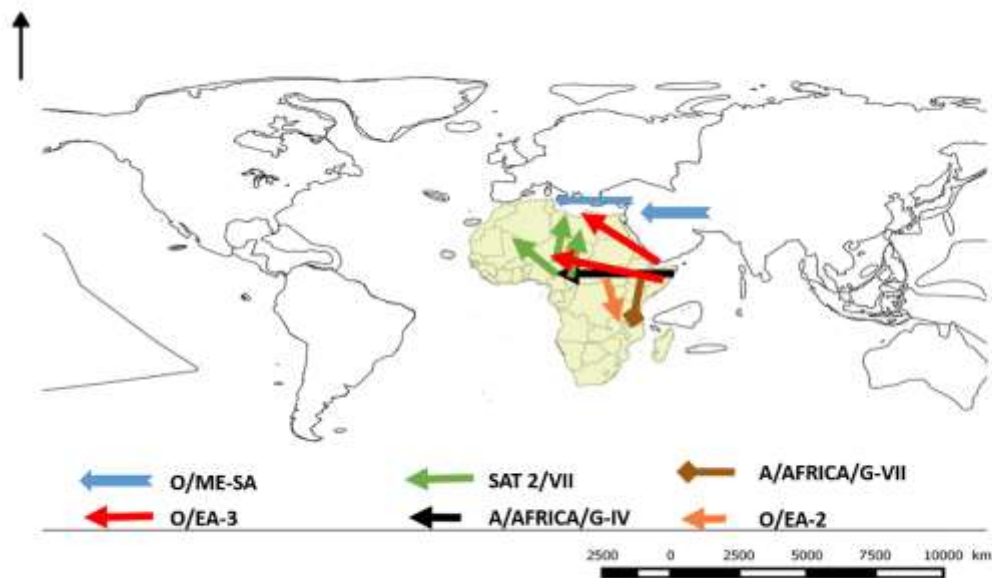 O/ME-SA
SAT 2/VII
A/AFRICA/G-VII
O/EA-3
A/AFRICA/G-IV
O/EA-2
2500 0 2500 5000 7500 10000 km